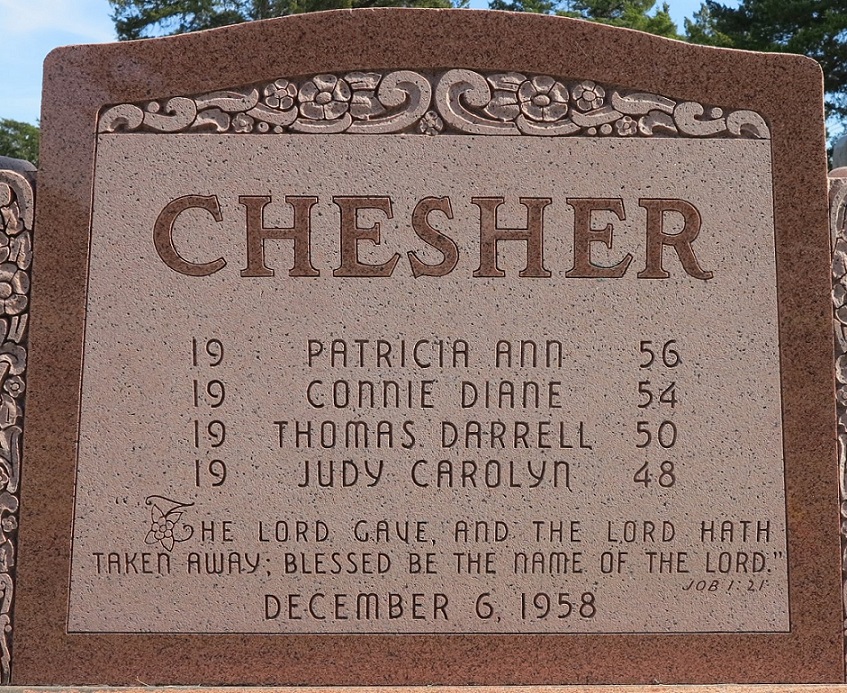 CHESHER
19 PATRICIA ANN 56
19 CONNIE DIANE 54
19 THOMAS DARRELL 50
19 JUDY CAROLYN 48
"THE LORD GAVE, AND THE LORD HATH
TAKEN AWAY; BLESSED BE THE NAME OF THE LORD."
JOB 1:21
DECEMBER 6, 1958